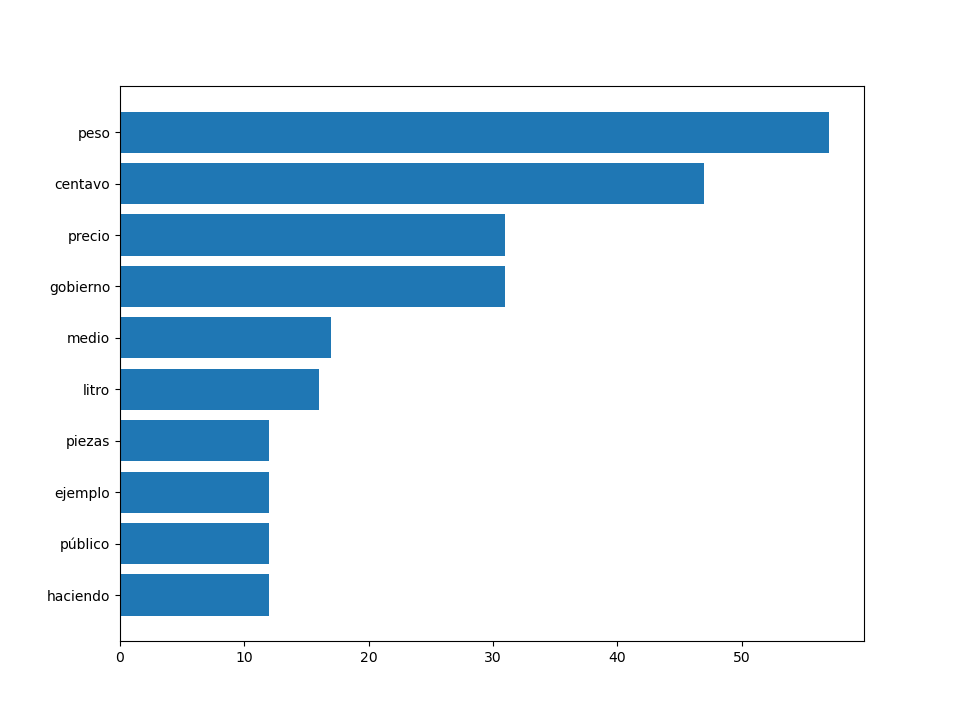 peso
centavo
precio
gobierno
medio
litro
piezas
ejemplo
público
haciendo
0 10 20 30 40 50